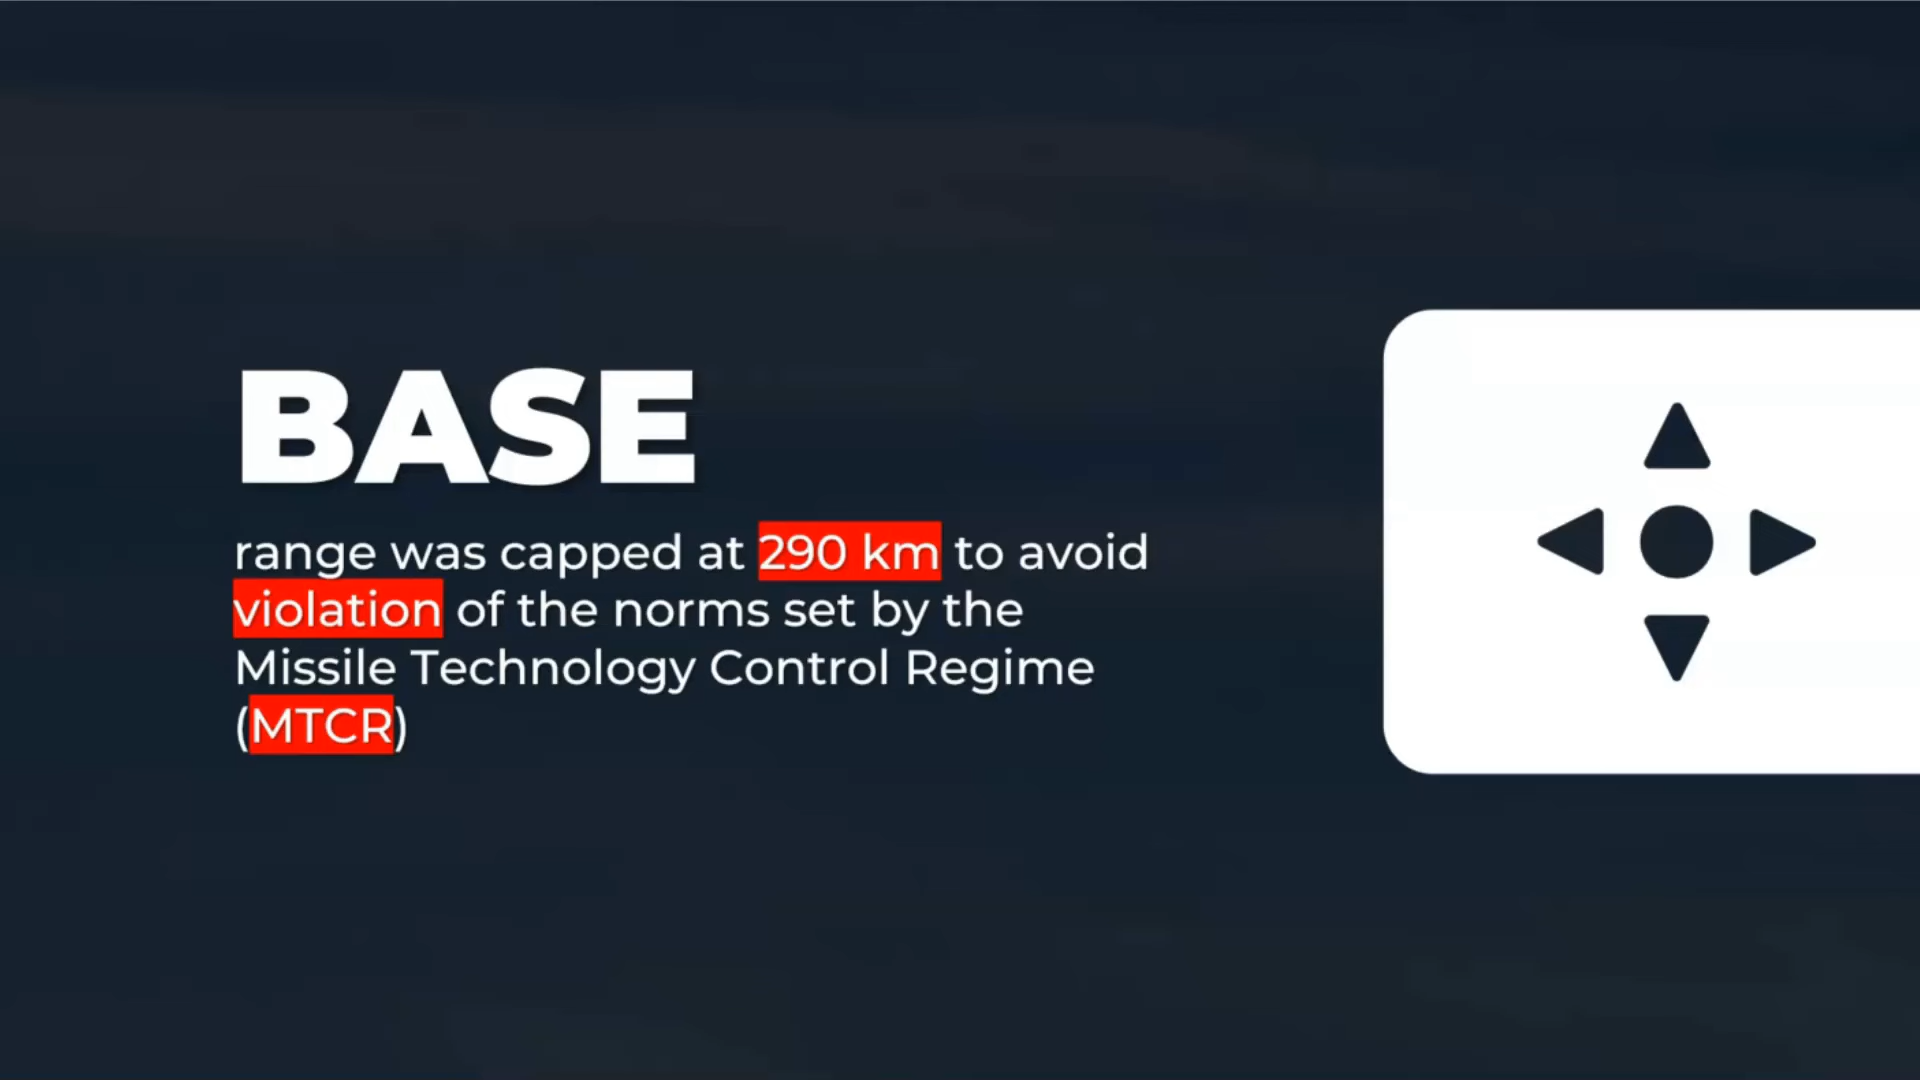 BASE
range was capped at 290 km to avoid
violation of the norms set by the
Missile Technology Control Regime
(MTCR)